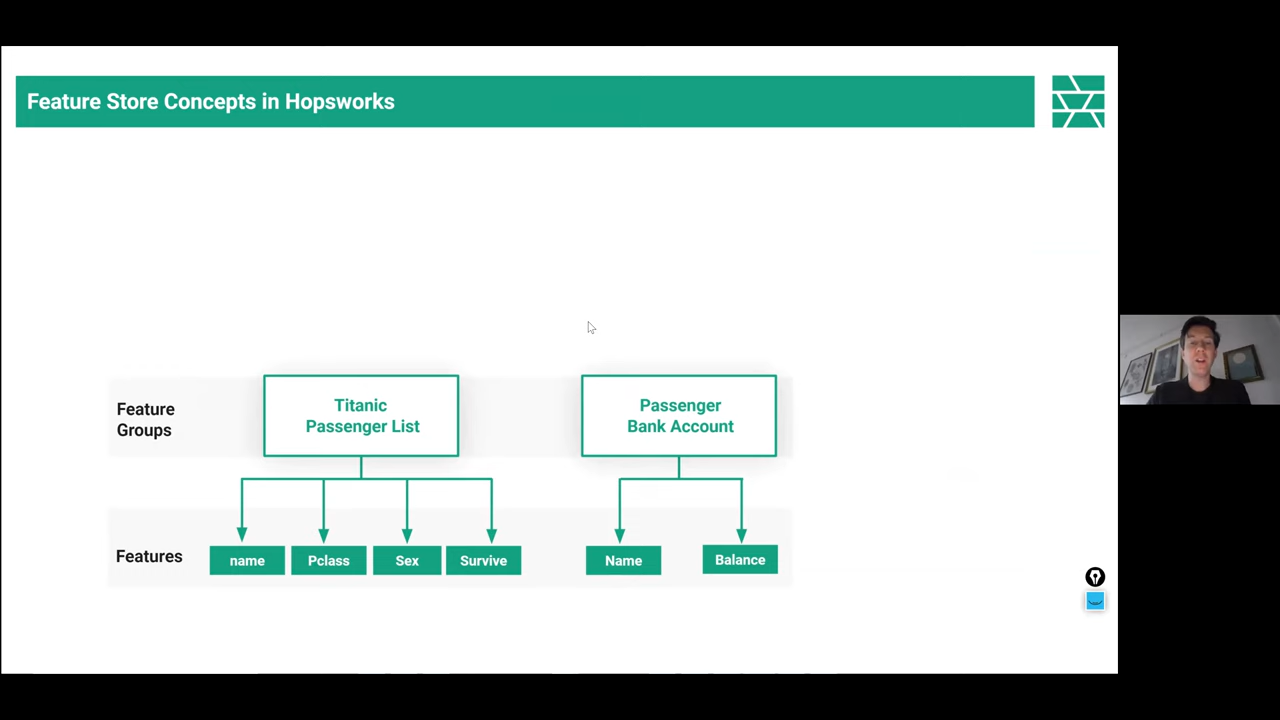 Feature Store Concepts in Hopsworks
Feature
Groups
Titanic
Passenger List
Passenger
Bank Account
Features
name
Pclass
Sex
Survive
Name
Balance